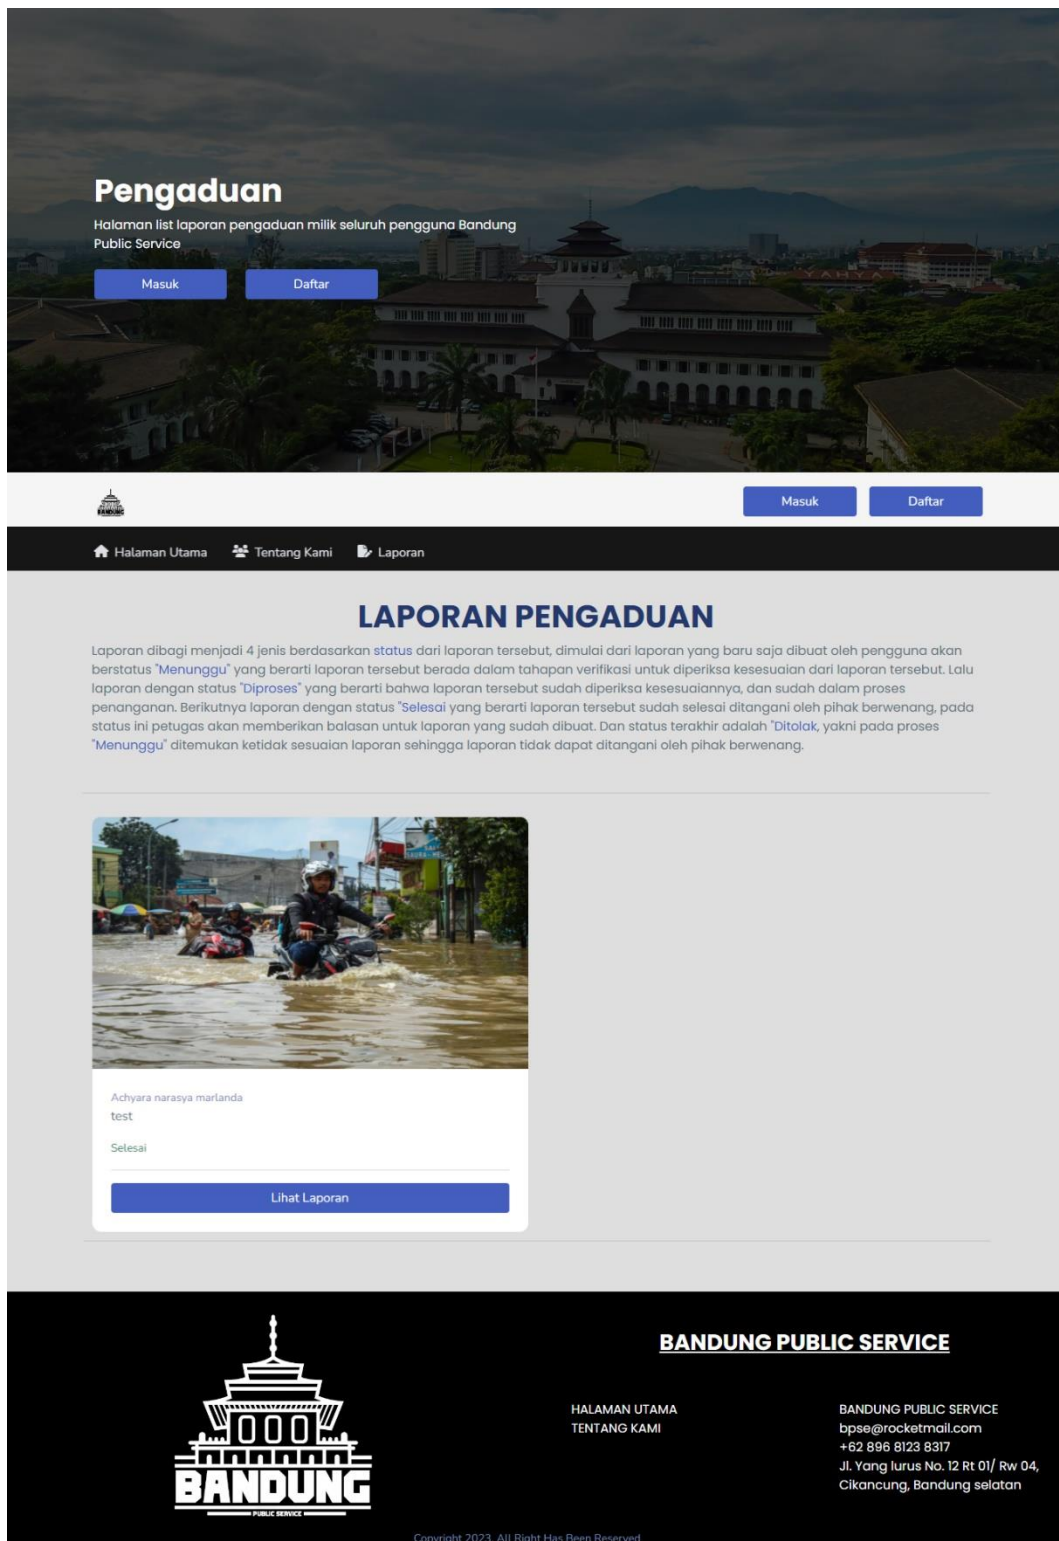 Pengaduan
Halaman list laporan pengaduan milik seluruh pengguna Bandung
Public Service
Masuk
Daftar
BANDUNG
Masuk
Daftar
Halaman Utama
Tentang Kami
Laporan
LAPORAN PENGADUAN
Laporan dibagi menjadi 4 jenis berdasarkan status dari laporan tersebut, dimulai dari laporan yang baru saja dibuat oleh pengguna akan
berstatus "Menunggu" yang berarti laporan tersebut berada dalam tahapan verifikasi untuk diperiksa kesesuaian dari laporan tersebut. Lalu
laporan dengan status "Diproses" yang berarti bahwa laporan tersebut sudah diperiksa kesesuaiannya, dan sudah dalam proses
penanganan. Berikutnya laporan dengan status "Selesai yang berarti laporan tersebut sudah selesai ditangani oleh pihak berwenang, pada
status ini petugas akan memberikan balasan untuk laporan yang sudah dibuat. Dan status terakhir adalah "Ditolak, yakni pada proses
"Menunggu" ditemukan ketidak sesuaian laporan sehingga laporan tidak dapat ditangani oleh pihak berwenang.
Achyara narasya marlanda
test
Selesai
Lihat Laporan
BANDUNG
PUBLIC SERVICE
BANDUNG PUBLIC SERVICE
HALAMAN UTAMA
TENTANG KAMI
BANDUNG PUBLIC SERVICE
bpse@rocketmail.com
+62 896 8123 8317
Jl. Yang lurus No. 12 Rt 01/ Rw 04,
Cikancung, Bandung selatan
Copyright 2023. All Right Has Been Reserved